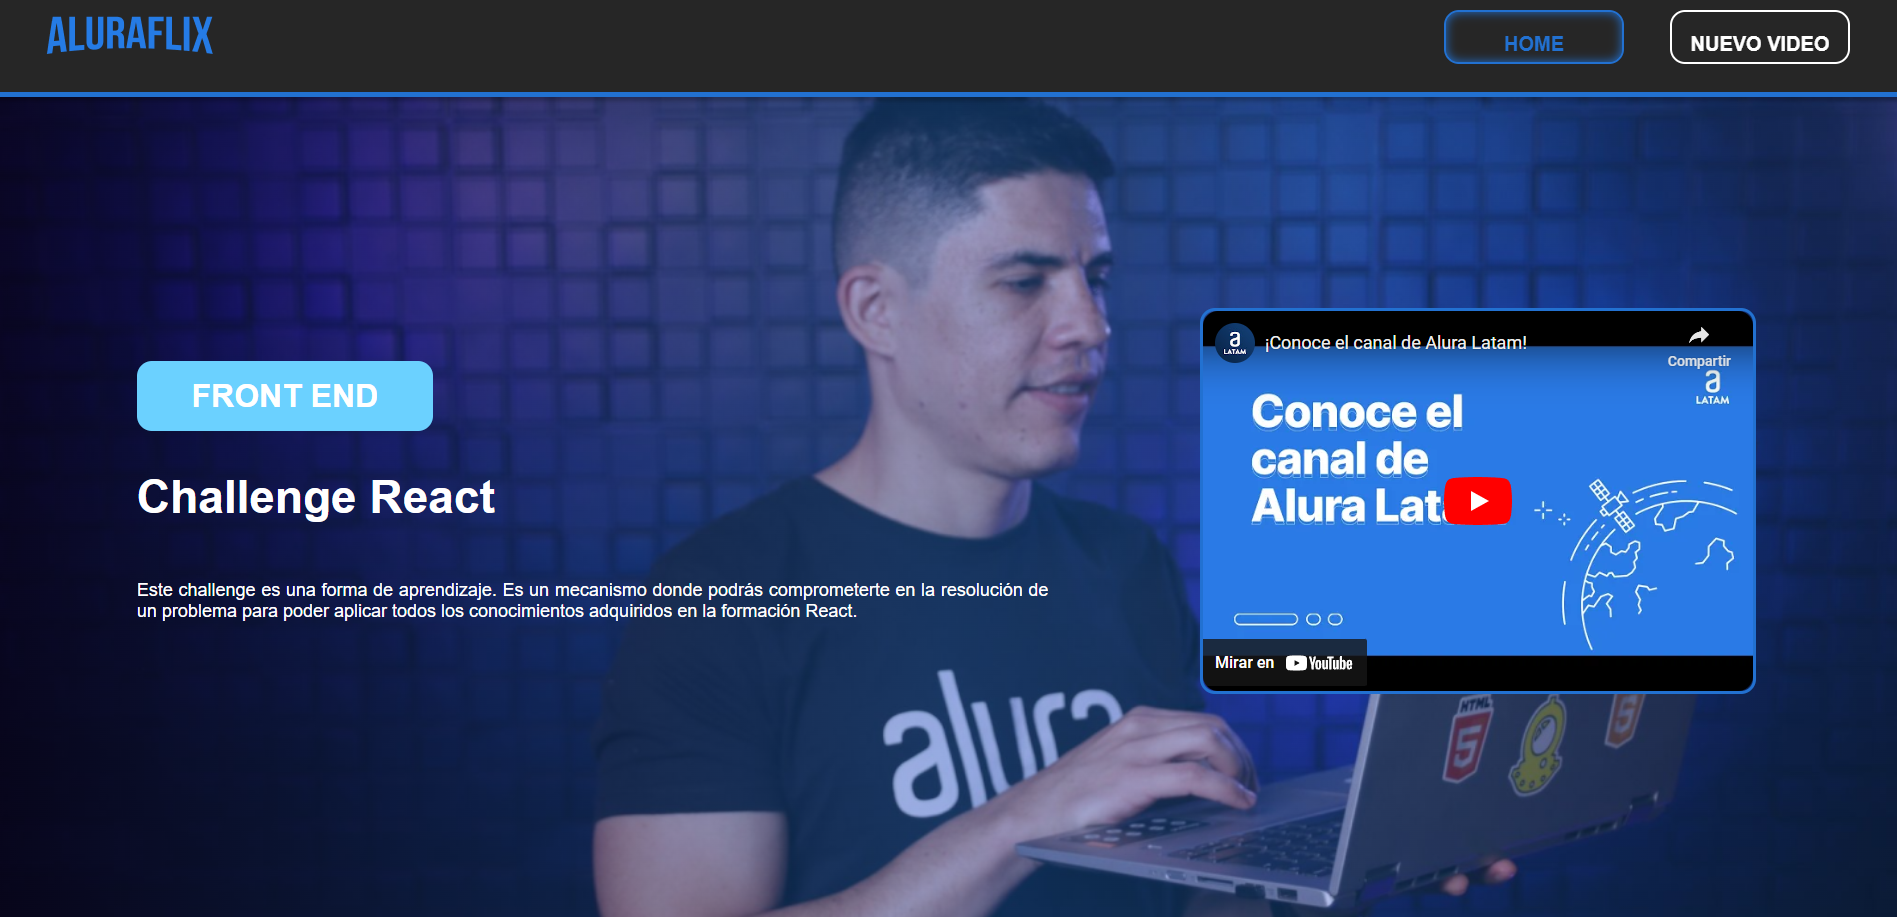 ALURAFLIX
HOME
NUEVO VIDEO
FRONT END
Challenge React
Este challenge es una forma de aprendizaje. Es un mecanismo donde podrás comprometerte en la resolución de
un problema para poder aplicar todos los conocimientos adquiridos en la formación React.
a
LATAM
¡Conoce el canal de Alura Latam!
Compartir
a
LATAM
Conoce el
canal de
Alura Lat
Mirar en YouTube
alura
HTML
5
5